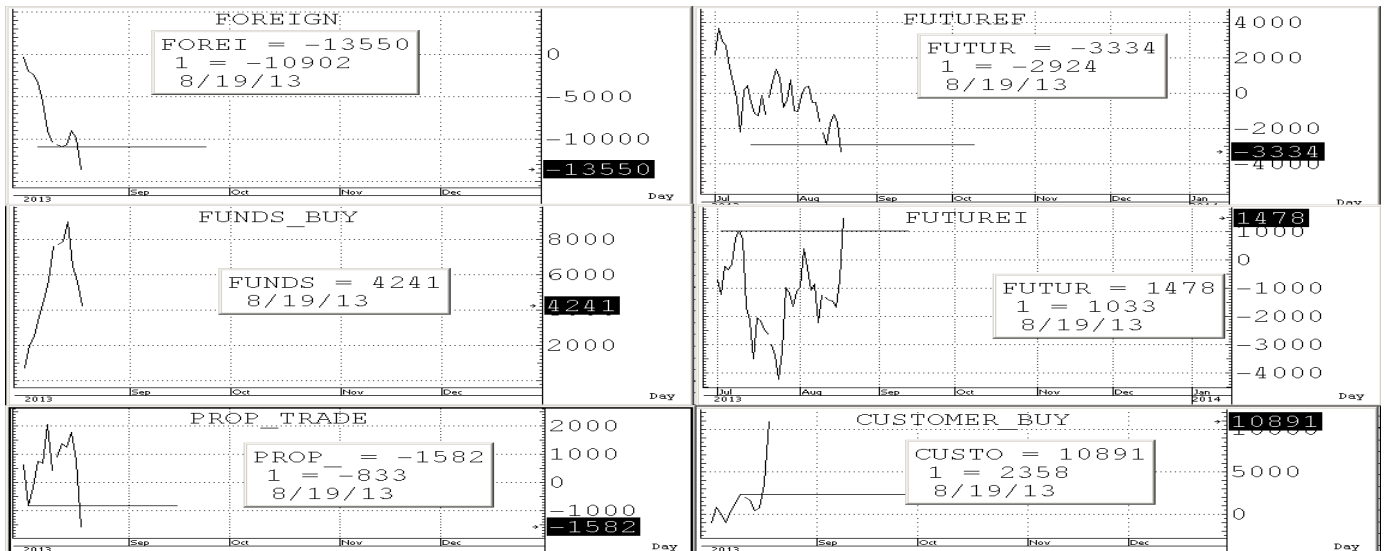 FOREIGN
FOREI = -13550
1 = -10902
8/19/13
0
-5000
-10000
-13550
Sep
Oct
Nov
Dec
2013
Day
FUTUREF
FUTUR = -3334
1 = -2924
8/19/13
4000
2000
0
-2000
-3334
-4000
Jul
Aug
Sep
Oct
Nov
Dec
Jan
Day
FUNDS_BUY
FUNDS = 4241
8/19/13
8000
6000
4241
2000
Sep
Oct
Nov
Dec
2013
Day
FUTUREI
FUTUR = 1478
1 = 1033
8/19/13
1478
1000
0
-1000
-2000
-3000
-4000
Jul
Aug
Sep
Oct
Nov
Dec
Jan
2013
2014
Day
PROP_TRADE
PROP_ = -1582
1 = -833
8/19/13
2000
1000
0
-1000
-1582
Sep
Oct
Nov
Dec
2013
Day
CUSTOMER_BUY
CUSTO = 10891
1 = 2358
8/19/13
10891
10000
5000
0
Sep
Oct
Nov
Dec
2013
Day